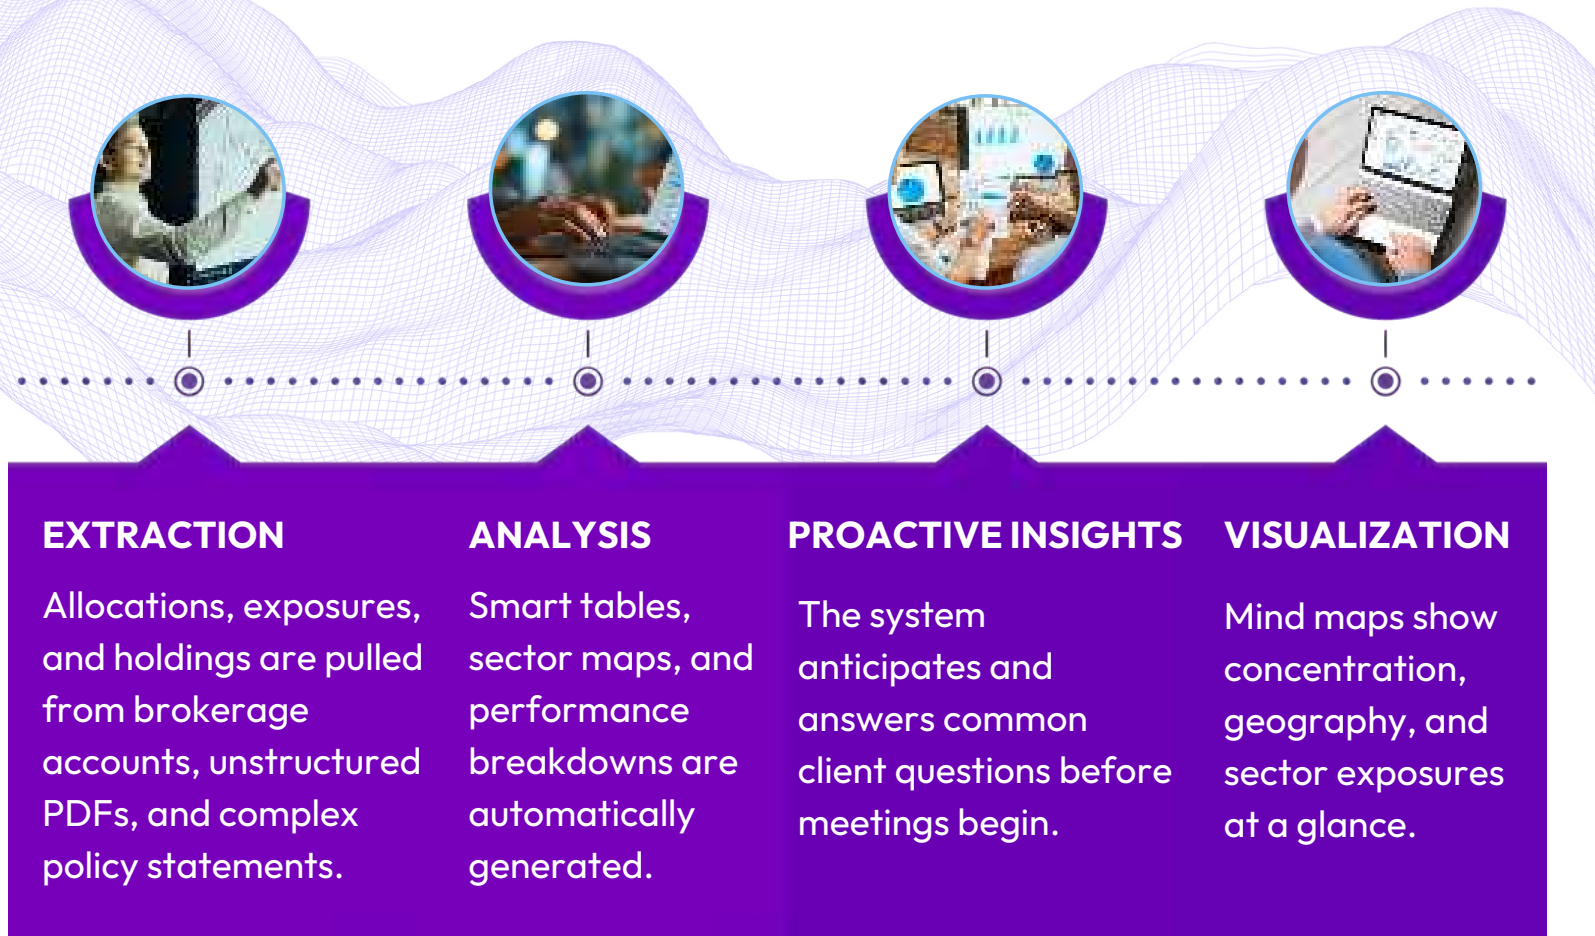 EXTRACTION
Allocations, exposures,
and holdings are pulled
from brokerage
accounts, unstructured
PDFs, and complex
policy statements.
ANALYSIS
Smart tables,
sector maps, and
performance
breakdowns are
automatically
generated.
PROACTIVE INSIGHTS
The system
anticipates and
answers common
client questions before
meetings begin.
VISUALIZATION
Mind maps show
concentration,
geography, and
sector exposures
at a glance.